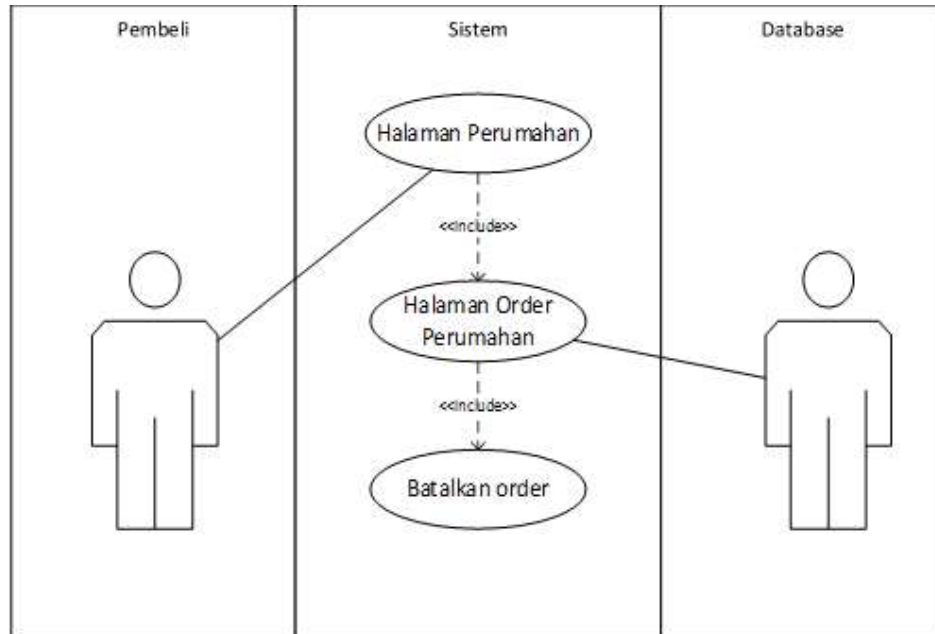 Pembeli
Sistem
Database
Halaman Perumahan
<<include>>
Halaman Order
Perumahan
<<include>>
Batalkan order